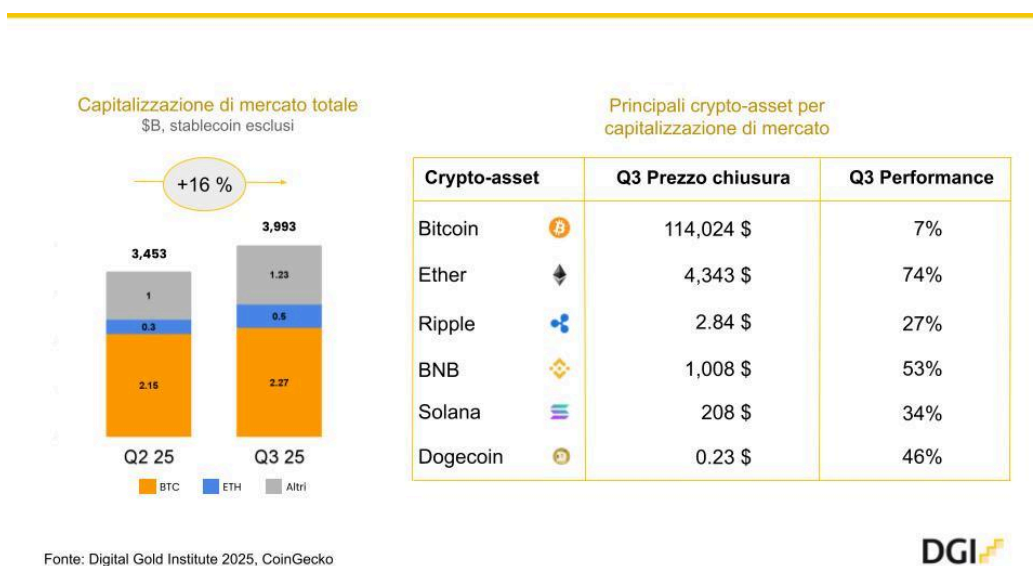 Capitalizzazione di mercato totale
$B, stablecoin esclusi
+16 %
3,453
3,993
1
1.23
0.3
0.5
2.15
2.27
Q2 25
Q3 25
BTC
ETH
Altri
Principali crypto-asset per
capitalizzazione di mercato
Crypto-asset Q3 Prezzo chiusura Q3 Performance
Bitcoin 114,024 $ 7%
Ether 4,343 $ 74%
Ripple 2.84 $ 27%
BNB 1,008 $ 53%
Solana 208 $ 34%
Dogecoin 0.23 $ 46%
Fonte: Digital Gold Institute 2025, CoinGecko
DGI